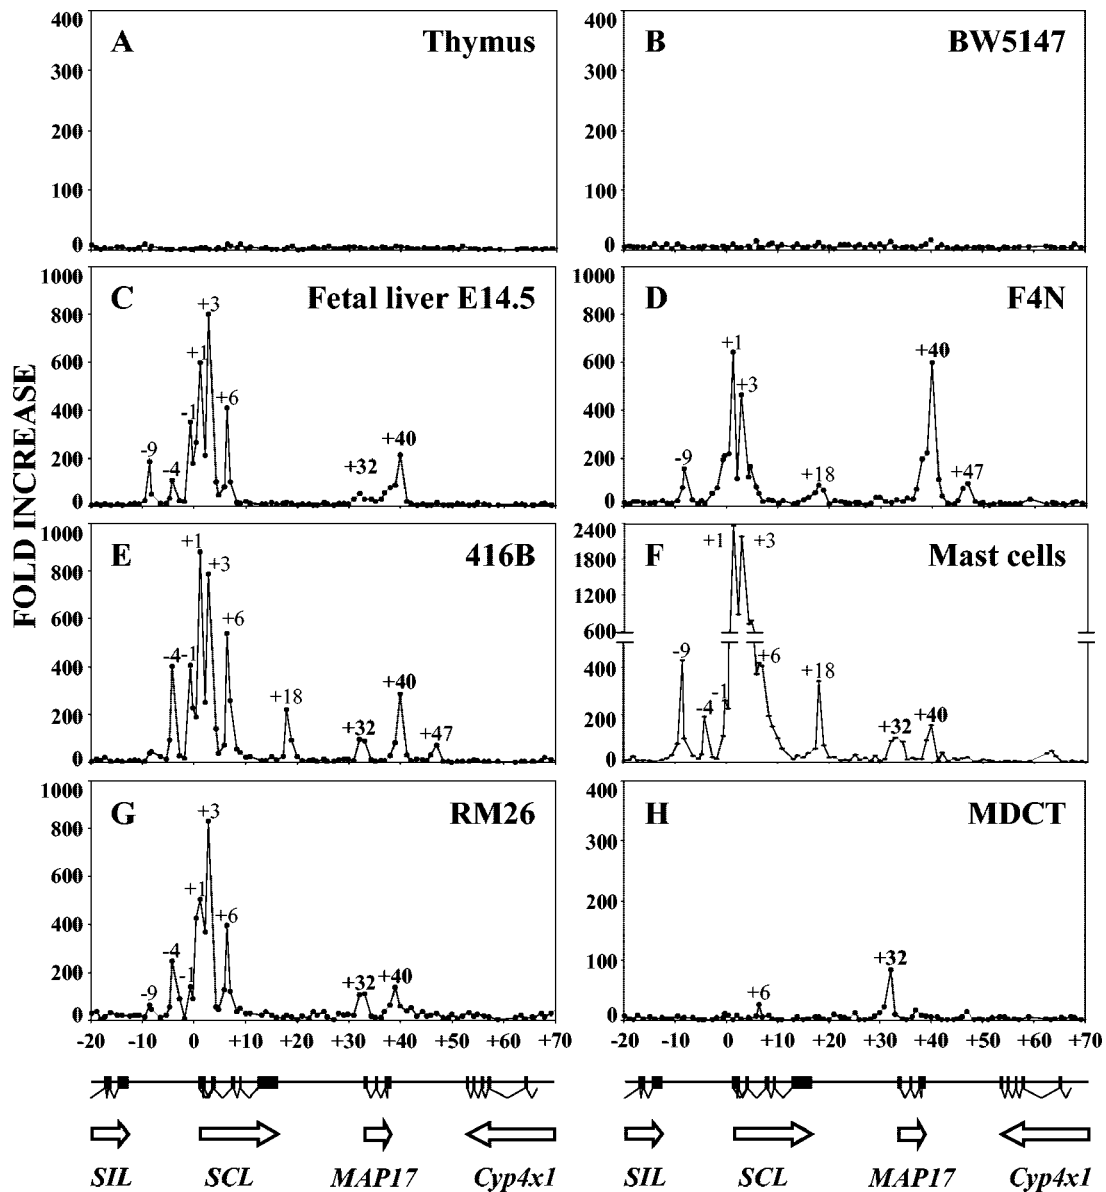 FOLD INCREASE
A Thymus
400
300
200
100
0
B BW5147
400
300
200
100
0
C Fetal liver E14.5
1000
800
600
400
200
0
-9 -4 -1 +1 +3 +6 +32 +40
D F4N
1000
800
600
400
200
0
-9 +1 +3 +18 +40 +47
E 416B
1000
800
600
400
200
0
-4 -1 +1 +3 +6 +18 +32 +40 +47
F Mast cells
2400
1800
1200
600
400
200
0
-9 -4 -1 +1 +3 +6 +18 +32 +40
G RM26
1000
800
600
400
200
0
-9 -4 -1 +1 +3 +6 +32 +40
H MDCT
400
300
200
100
0
+6 +32
-20 -10 0 +10 +20 +30 +40 +50 +60 +70
-20 -10 0 +10 +20 +30 +40 +50 +60 +70
SIL SCL MAP17 Cyp4x1
SIL SCL MAP17 Cyp4x1